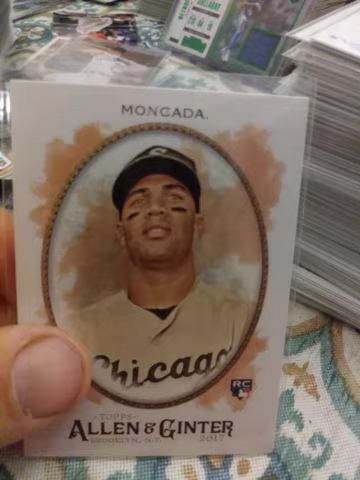 MONCADA
Chicago
RC
TOPPS
ALLEN & GINTER
BROOKLYN, N.Y. 2017